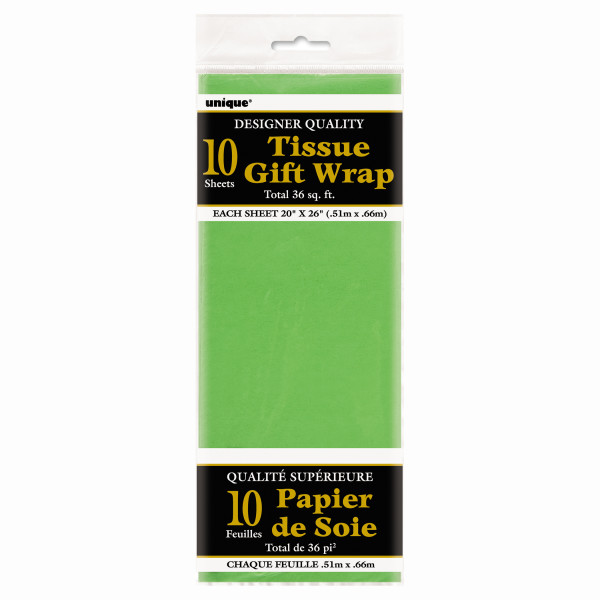 unique®
DESIGNER QUALITY
10 Sheets
Tissue
Gift Wrap
Total 36 sq. ft.
EACH SHEET 20" X 26" (.51m x .66m)
QUALITÉ SUPÉRIEURE
10 Feuilles
Papier
de Soie
Total de 36 pi²
CHAQUE FEUILLE .51m x .66m